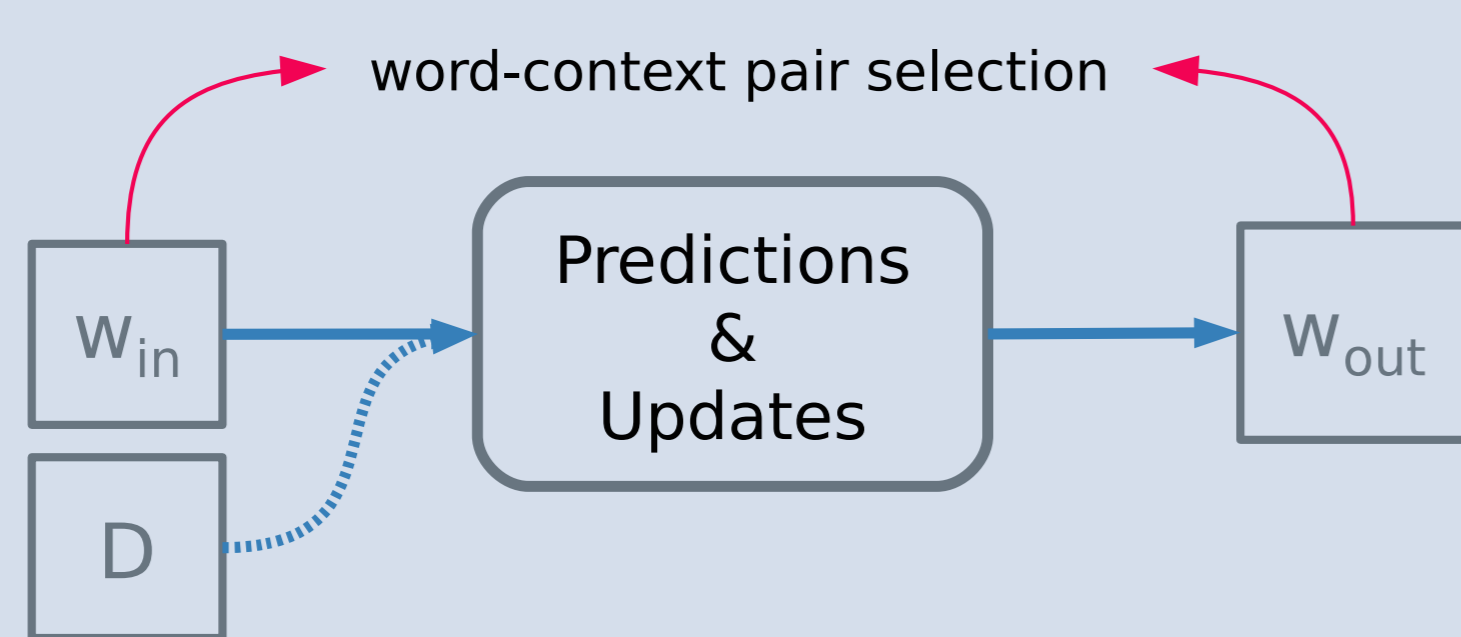 word-context pair selection
Predictions
&
Updates
w_in
w_out
D